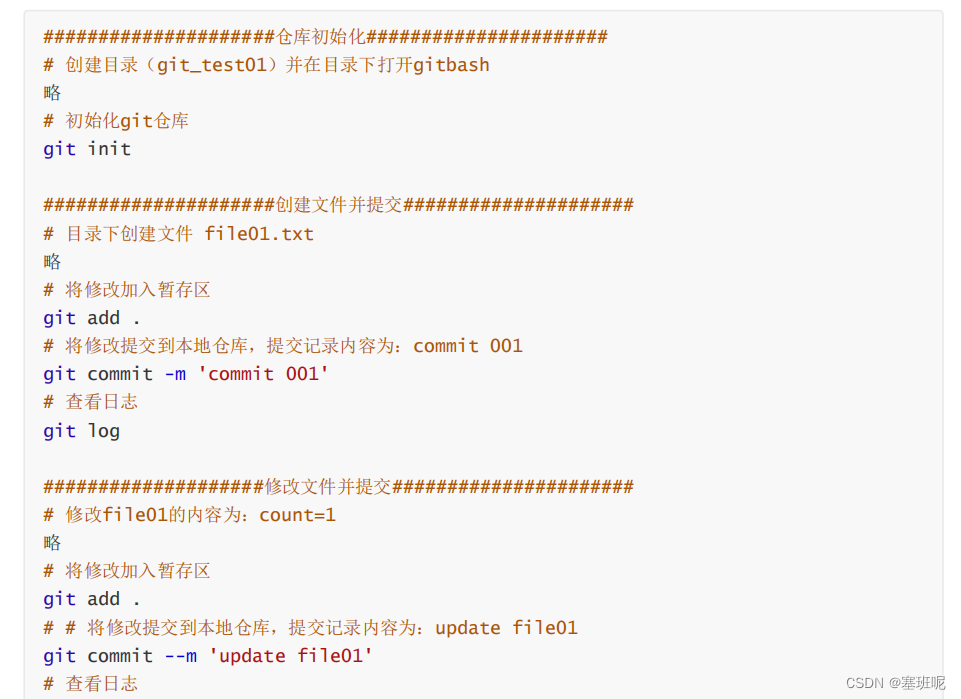 #####################仓库初始化######################
# 创建目录（git_test01）并在目录下打开gitbash
略
# 初始化git仓库
git init
#####################创建文件并提交#####################
# 目录下创建文件 file01.txt
略
# 将修改加入暂存区
git add .
# 将修改提交到本地仓库，提交记录内容为：commit 001
git commit -m 'commit 001'
# 查看日志
git log
####################修改文件并提交######################
# 修改file01的内容为：count=1
略
# 将修改加入暂存区
git add .
# # 将修改提交到本地仓库，提交记录内容为：update file01
git commit --m 'update file01'
# 查看日志
CSDN @塞班呢